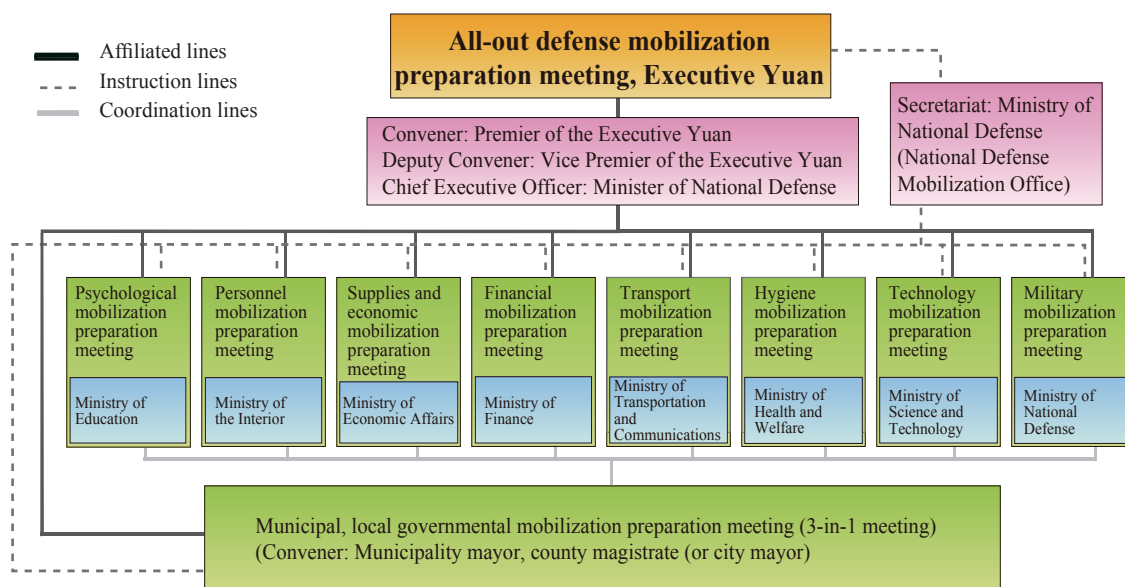 Affiliated lines
Instruction lines
Coordination lines
All-out defense mobilization
preparation meeting, Executive Yuan
Convener: Premier of the Executive Yuan
Deputy Convener: Vice Premier of the Executive Yuan
Chief Executive Officer: Minister of National Defense
Secretariat: Ministry of
National Defense
(National Defense
Mobilization Office)
Psychological
mobilization
preparation
meeting
Ministry of
Education
Personnel
mobilization
preparation
meeting
Ministry of
the Interior
Supplies and
economic
mobilization
preparation
meeting
Ministry of
Economic Affairs
Financial
mobilization
preparation
meeting
Ministry of
Finance
Transport
mobilization
preparation
meeting
Ministry of
Transportation
and
Communications
Hygiene
mobilization
preparation
meeting
Ministry of
Health and
Welfare
Technology
mobilization
preparation
meeting
Ministry of
Science and
Technology
Military
mobilization
preparation
meeting
Ministry of
National
Defense
Municipal, local governmental mobilization preparation meeting (3-in-1 meeting)
(Convener: Municipality mayor, county magistrate (or city mayor)